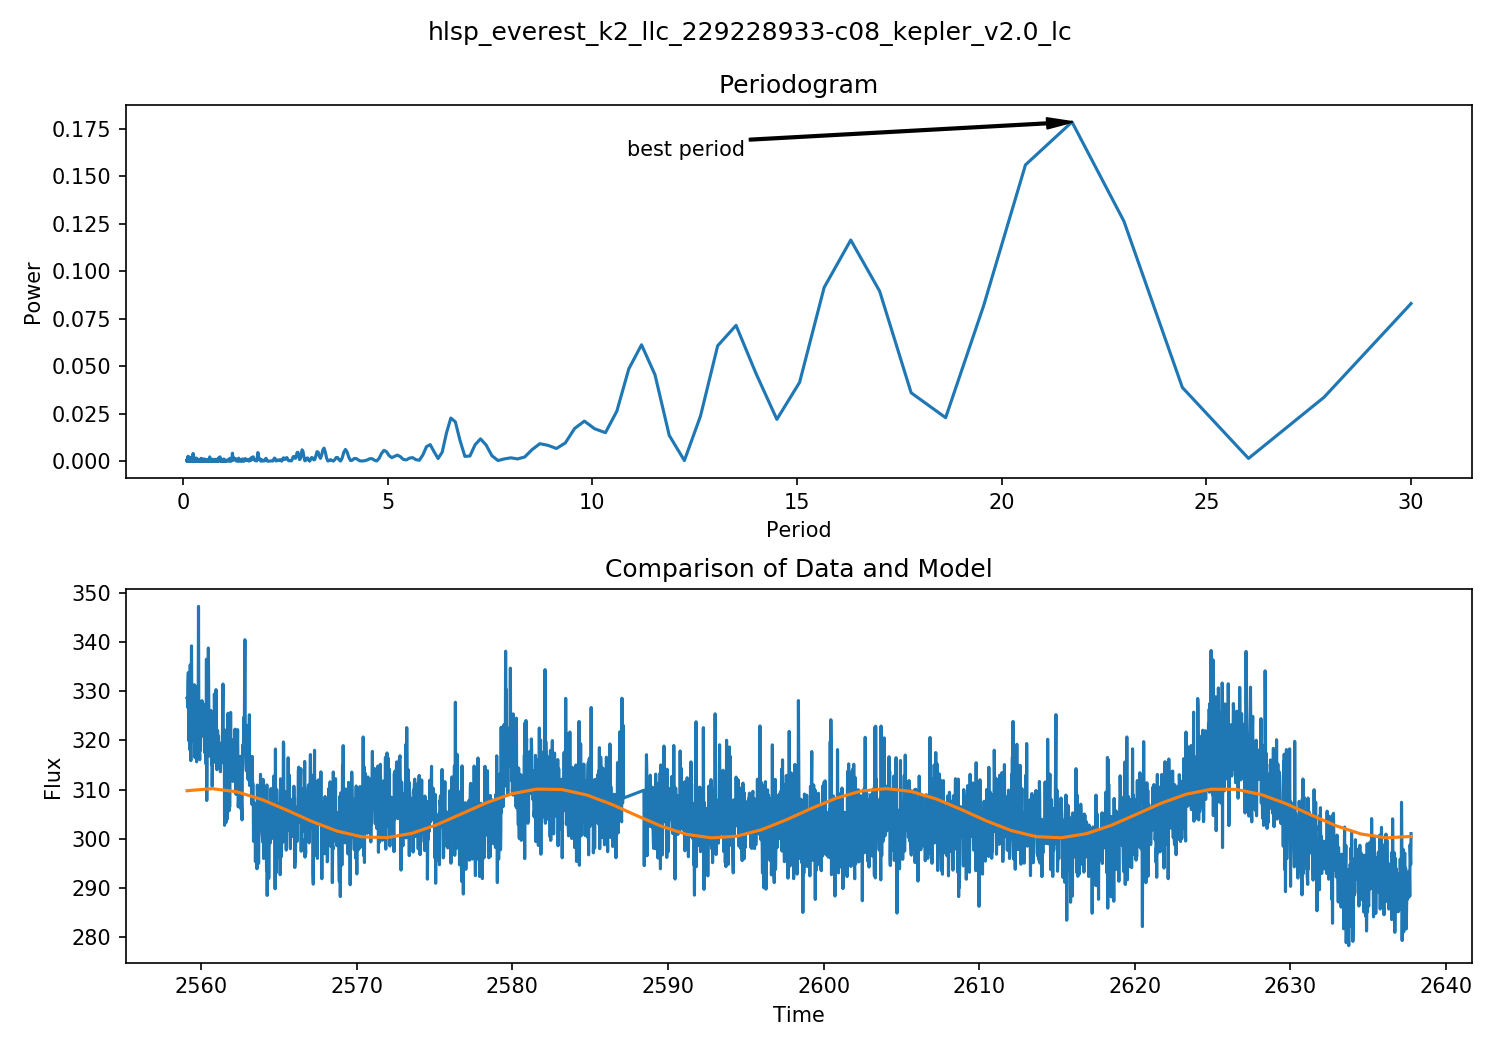 hlsp_everest_k2_llc_229228933-c08_kepler_v2.0_lc
Periodogram
best period
0.175
0.150
0.125
0.100
0.075
0.050
0.025
0.000
Power
0 5 10 15 20 25 30
Period
Comparison of Data and Model
350
340
330
320
310
300
290
280
Flux
2560 2570 2580 2590 2600 2610 2620 2630 2640
Time